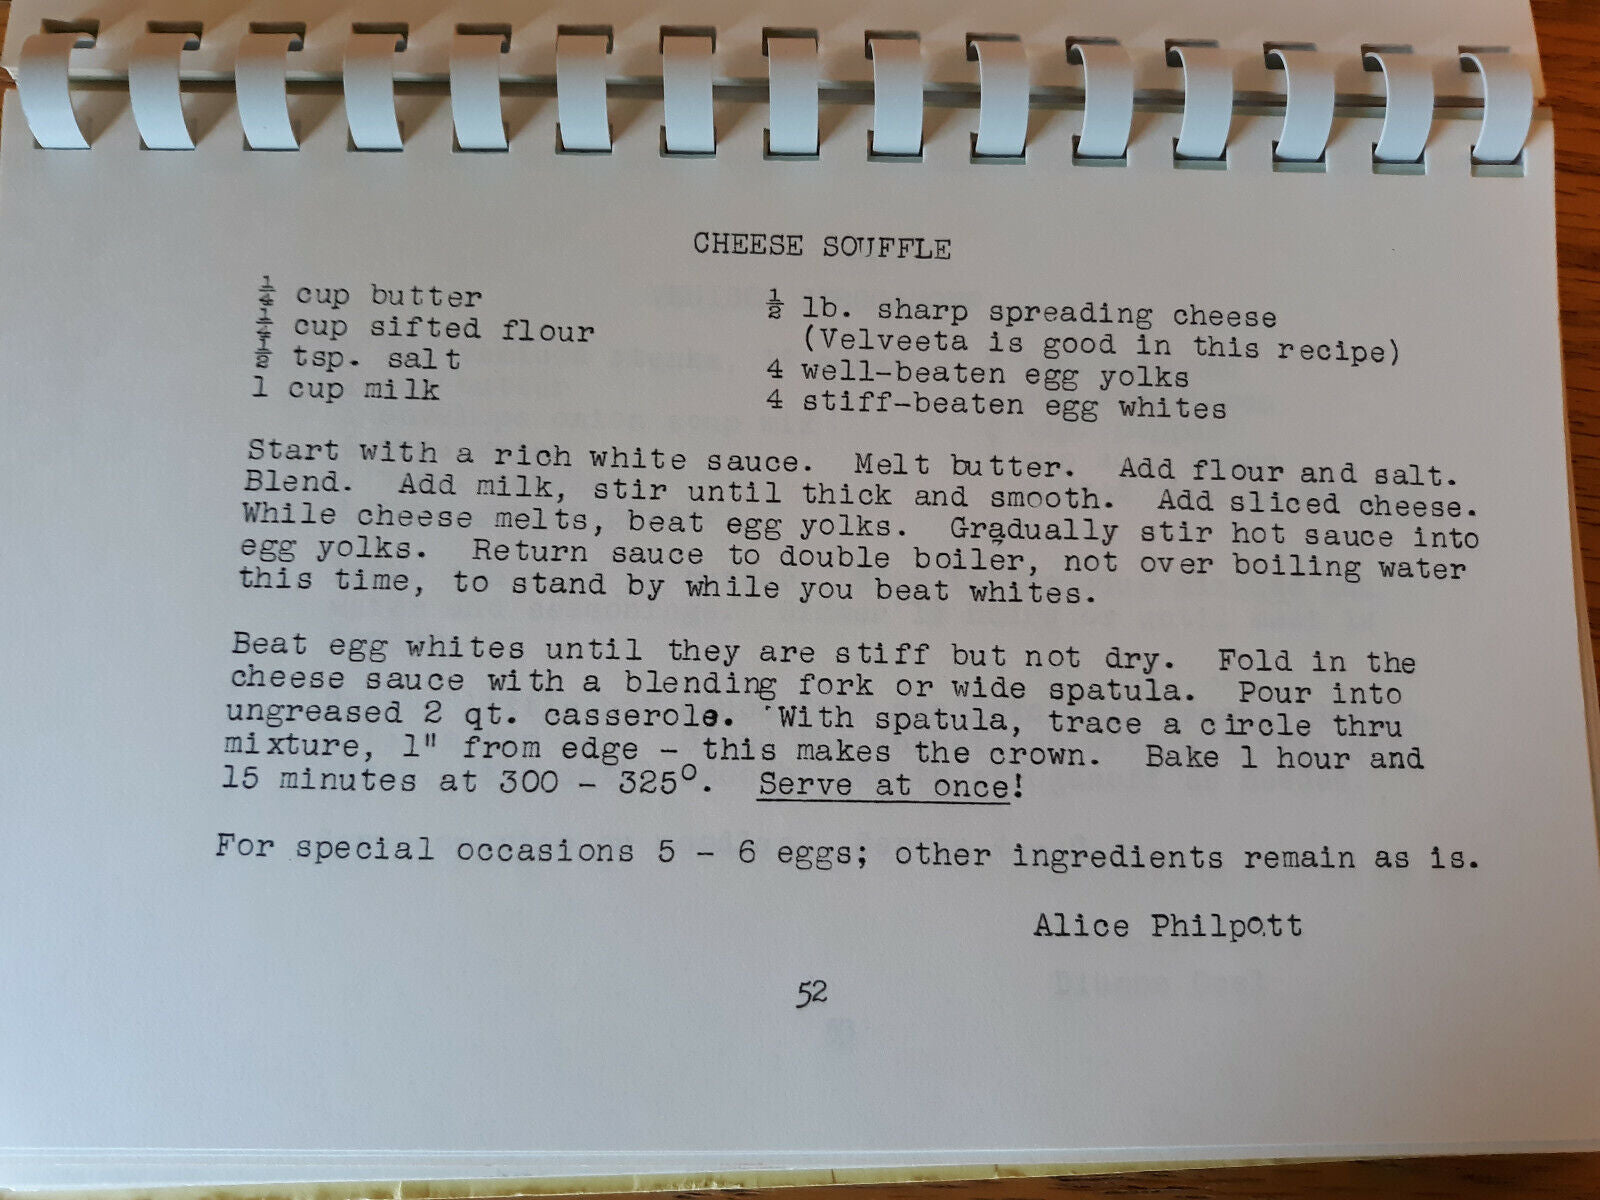 CHEESE SOUFFLE
¼ cup butter
¼ cup sifted flour
½ tsp. salt
1 cup milk
½ lb. sharp spreading cheese
(Velveeta is good in this recipe)
4 well-beaten egg yolks
4 stiff-beaten egg whites
Start with a rich white sauce. Melt butter. Add flour and salt.
Blend. Add milk, stir until thick and smooth. Add sliced cheese.
While cheese melts, beat egg yolks. Gradually stir hot sauce into
egg yolks. Return sauce to double boiler, not over boiling water
this time, to stand by while you beat whites.
Beat egg whites until they are stiff but not dry. Fold in the
cheese sauce with a blending fork or wide spatula. Pour into
ungreased 2 qt. casserole. With spatula, trace a circle thru
mixture, 1" from edge - this makes the crown. Bake 1 hour and
15 minutes at 300 - 325°. Serve at once!
For special occasions 5 - 6 eggs; other ingredients remain as is.
Alice Philpott
52